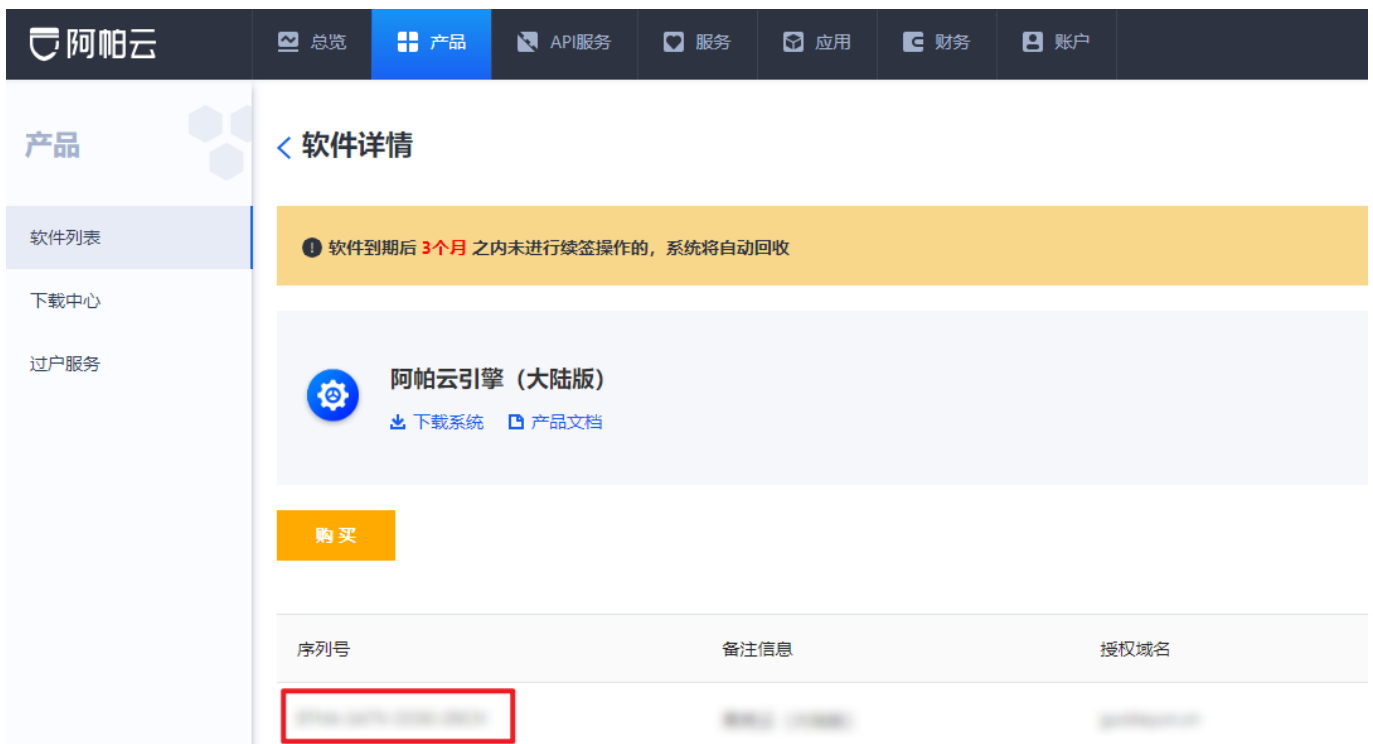 阿帕云 总览 产品 API服务 服务 应用 财务 账户
产品
软件详情
软件列表
软件到期后 3个月 之内未进行续签操作的，系统将自动回收
下载中心
过户服务
阿帕云引擎（大陆版）
下载系统 产品文档
购买
序列号 备注信息 授权域名